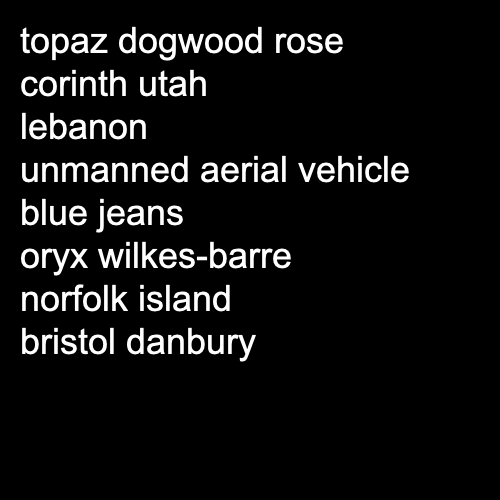 topaz dogwood rose
corinth utah
lebanon
unmanned aerial vehicle
blue jeans
oryx wilkes-barre
norfolk island
bristol danbury